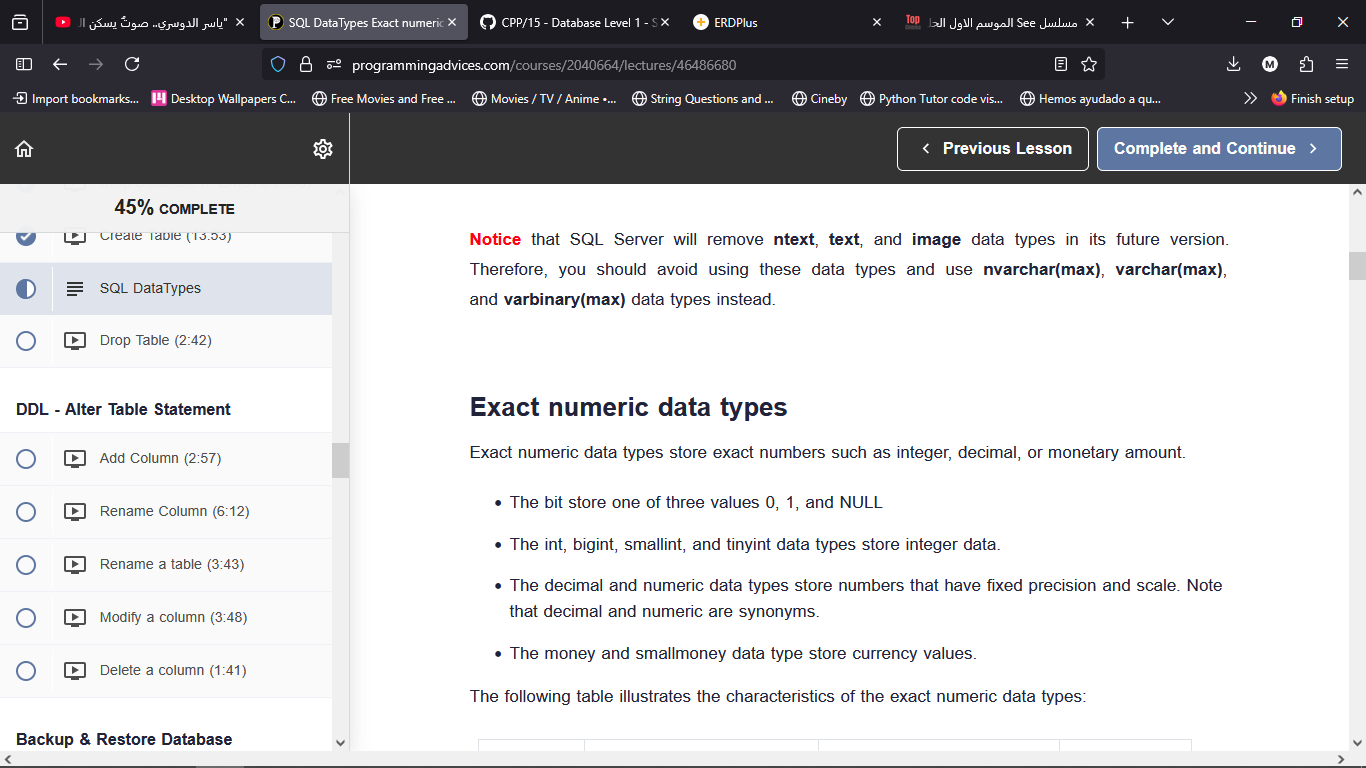 "ياسر الدوسري.. صوتٌ يسكن ال
SQL DataTypes Exact numeric
CPP/15 - Database Level 1 - S
ERDPlus
Top
مسلسل See الموسم الاول الحل
programmingadvices.com/courses/2040664/lectures/46486680
M
Import bookmarks...
Desktop Wallpapers C...
Free Movies and Free ...
Movies / TV / Anime •...
String Questions and ...
Cineby
Python Tutor code vis...
Hemos ayudado a qu...
Finish setup
Previous Lesson
Complete and Continue
45% COMPLETE
Create Table (13:53)
SQL DataTypes
Drop Table (2:42)
DDL - Alter Table Statement
Add Column (2:57)
Rename Column (6:12)
Rename a table (3:43)
Modify a column (3:48)
Delete a column (1:41)
Backup & Restore Database
Notice that SQL Server will remove ntext, text, and image data types in its future version.
Therefore, you should avoid using these data types and use nvarchar(max), varchar(max),
and varbinary(max) data types instead.
Exact numeric data types
Exact numeric data types store exact numbers such as integer, decimal, or monetary amount.
• The bit store one of three values 0, 1, and NULL
• The int, bigint, smallint, and tinyint data types store integer data.
• The decimal and numeric data types store numbers that have fixed precision and scale. Note
that decimal and numeric are synonyms.
• The money and smallmoney data type store currency values.
The following table illustrates the characteristics of the exact numeric data types: